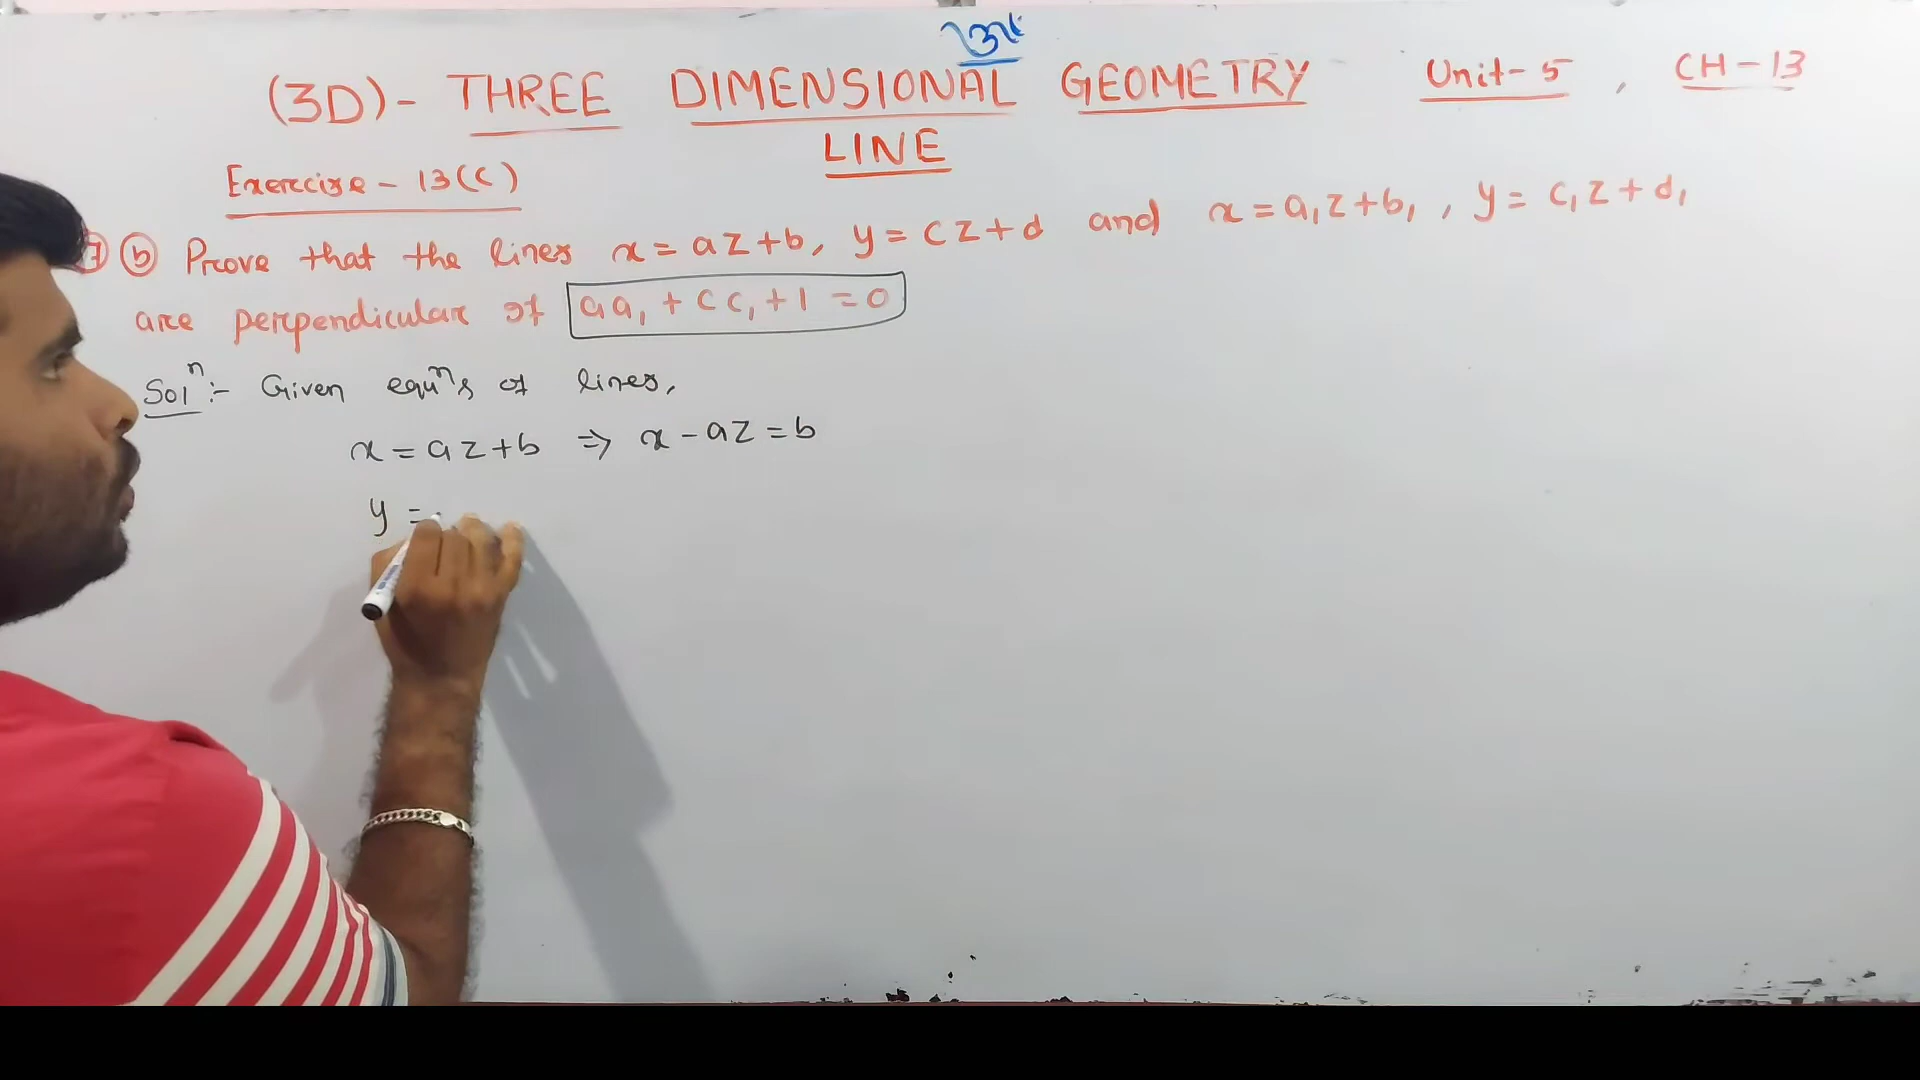 (3D)- THREE DIMENSIONAL GEOMETRY Unit-5 , CH-13
LINE
Exercise - 13(C)
7 (b) Prove that the lines x = az+b, y = cz+d and x = a₁z+b₁ , y = c₁z+d₁
are perpendicular if aa₁ + cc₁ + 1 = 0
Solⁿ:- Given equⁿs of lines,
x = az+b ⇒ x - az = b
y =